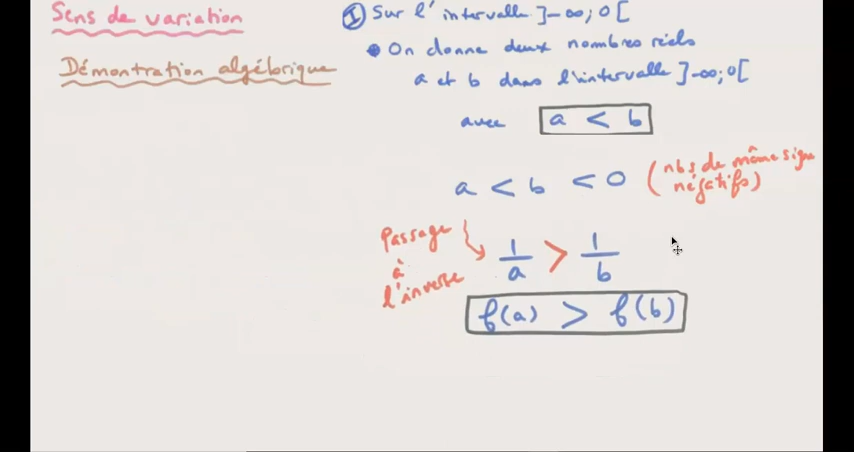 Sens de variation
Démontration algébrique
① Sur l'intervalle ]-∞; 0[
• On donne deux nombres réels
a et b dans l'intervalle ]-∞; 0[
avec a < b
a < b < 0 (nbs de même signe
négatifs)
Passage
à
l'inverse
1/a > 1/b
f(a) > f(b)